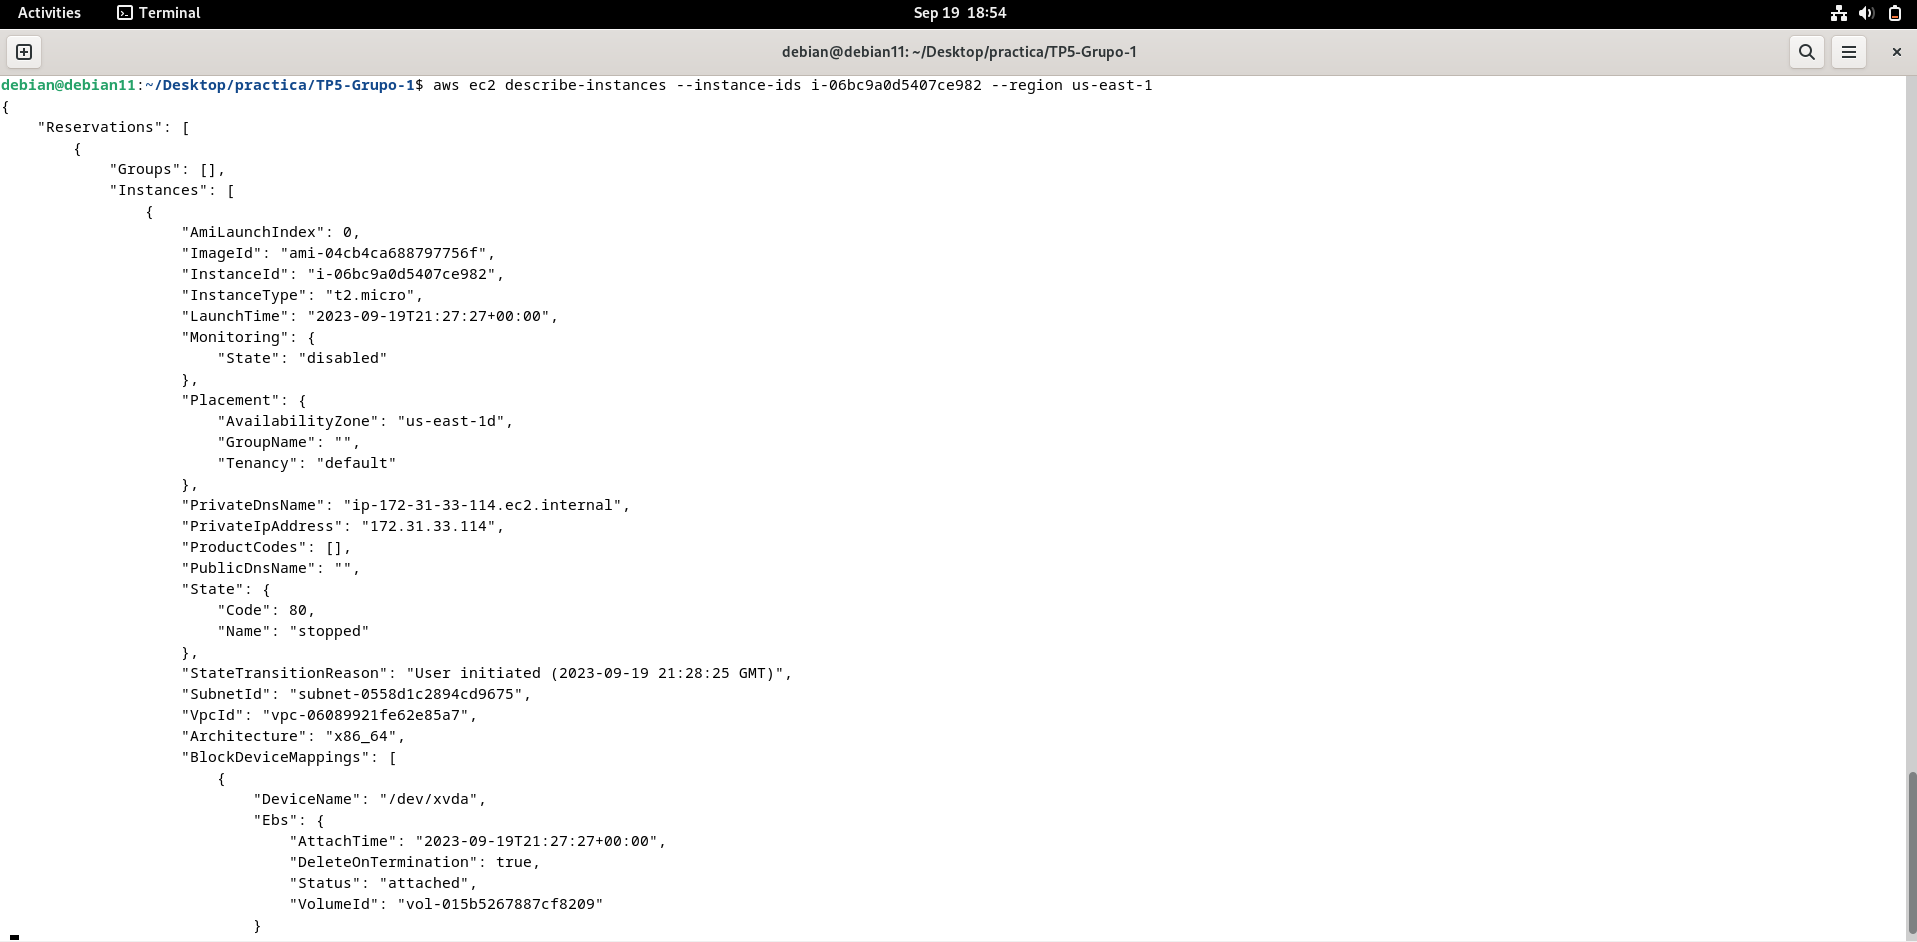 Activities Terminal Sep 19 18:54
debian@debian11: ~/Desktop/practica/TP5-Grupo-1
debian@debian11:~/Desktop/practica/TP5-Grupo-1$ aws ec2 describe-instances --instance-ids i-06bc9a0d5407ce982 --region us-east-1
{
    "Reservations": [
        {
            "Groups": [],
            "Instances": [
                {
                    "AmiLaunchIndex": 0,
                    "ImageId": "ami-04cb4ca688797756f",
                    "InstanceId": "i-06bc9a0d5407ce982",
                    "InstanceType": "t2.micro",
                    "LaunchTime": "2023-09-19T21:27:27+00:00",
                    "Monitoring": {
                        "State": "disabled"
                    },
                    "Placement": {
                        "AvailabilityZone": "us-east-1d",
                        "GroupName": "",
                        "Tenancy": "default"
                    },
                    "PrivateDnsName": "ip-172-31-33-114.ec2.internal",
                    "PrivateIpAddress": "172.31.33.114",
                    "ProductCodes": [],
                    "PublicDnsName": "",
                    "State": {
                        "Code": 80,
                        "Name": "stopped"
                    },
                    "StateTransitionReason": "User initiated (2023-09-19 21:28:25 GMT)",
                    "SubnetId": "subnet-0558d1c2894cd9675",
                    "VpcId": "vpc-06089921fe62e85a7",
                    "Architecture": "x86_64",
                    "BlockDeviceMappings": [
                        {
                            "DeviceName": "/dev/xvda",
                            "Ebs": {
                                "AttachTime": "2023-09-19T21:27:27+00:00",
                                "DeleteOnTermination": true,
                                "Status": "attached",
                                "VolumeId": "vol-015b5267887cf8209"
                            }